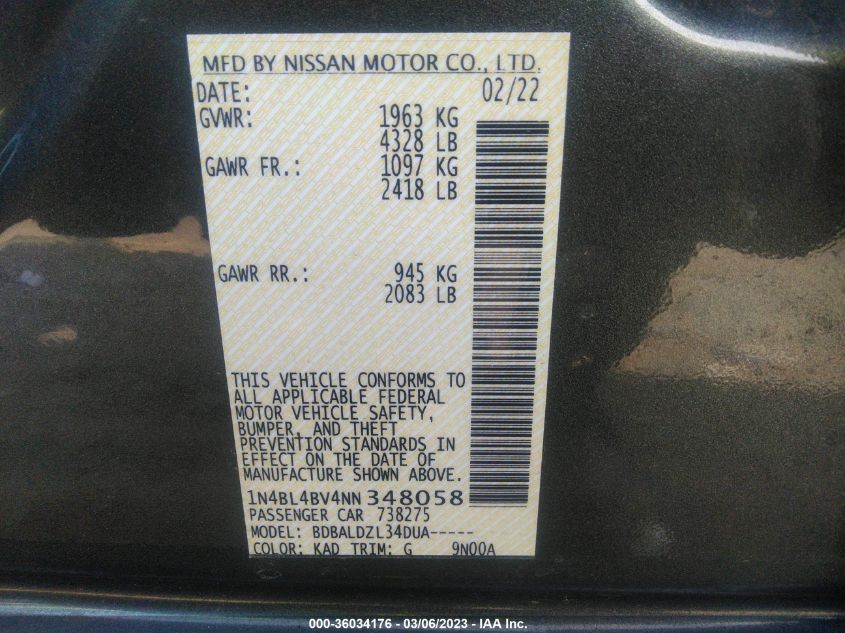 MFD BY NISSAN MOTOR CO., LTD.
DATE: 02/22
GVWR: 1963 KG
4328 LB
GAWR FR.: 1097 KG
2418 LB
GAWR RR.: 945 KG
2083 LB
THIS VEHICLE CONFORMS TO
ALL APPLICABLE FEDERAL
MOTOR VEHICLE SAFETY,
BUMPER, AND THEFT
PREVENTION STANDARDS IN
EFFECT ON THE DATE OF
MANUFACTURE SHOWN ABOVE.
1N4BL4BV4NN348058
PASSENGER CAR 738275
MODEL: BDBALDZL34DUA-----
COLOR: KAD TRIM: G 9N00A
000-36034176 - 03/06/2023 - IAA Inc.